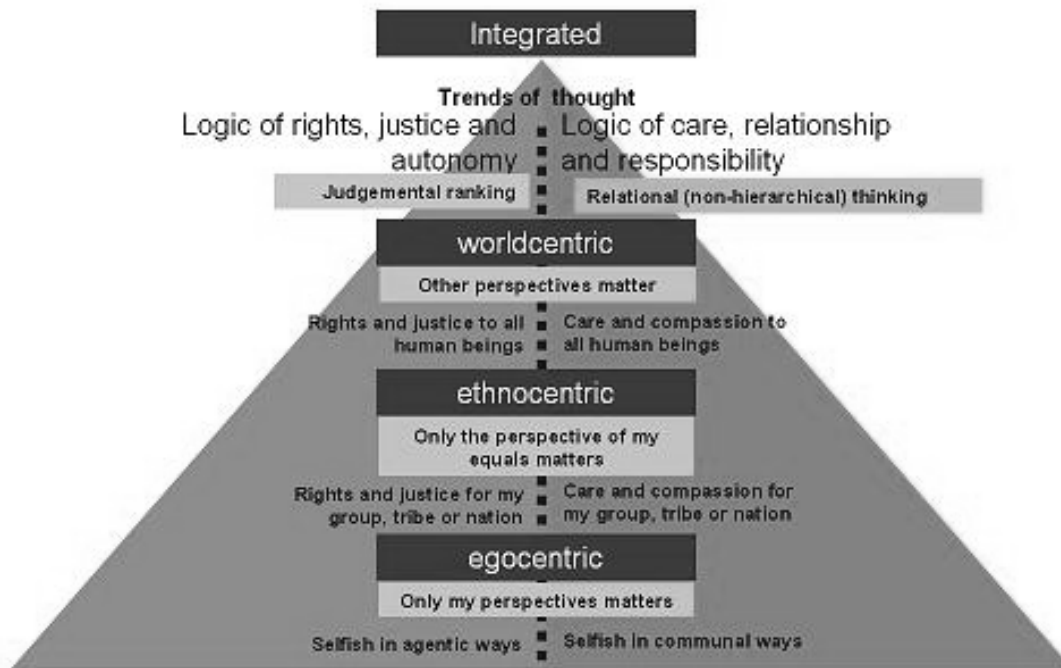 Integrated
Trends of thought
Logic of rights, justice and
autonomy
Logic of care, relationship
and responsibility
Judgemental ranking
Relational (non-hierarchical) thinking
worldcentric
Other perspectives matter
Rights and justice to all
human beings
Care and compassion to
all human beings
ethnocentric
Only the perspective of my
equals matters
Rights and justice for my
group, tribe or nation
Care and compassion for
my group, tribe or nation
egocentric
Only my perspectives matters
Selfish in agentic ways
Selfish in communal ways